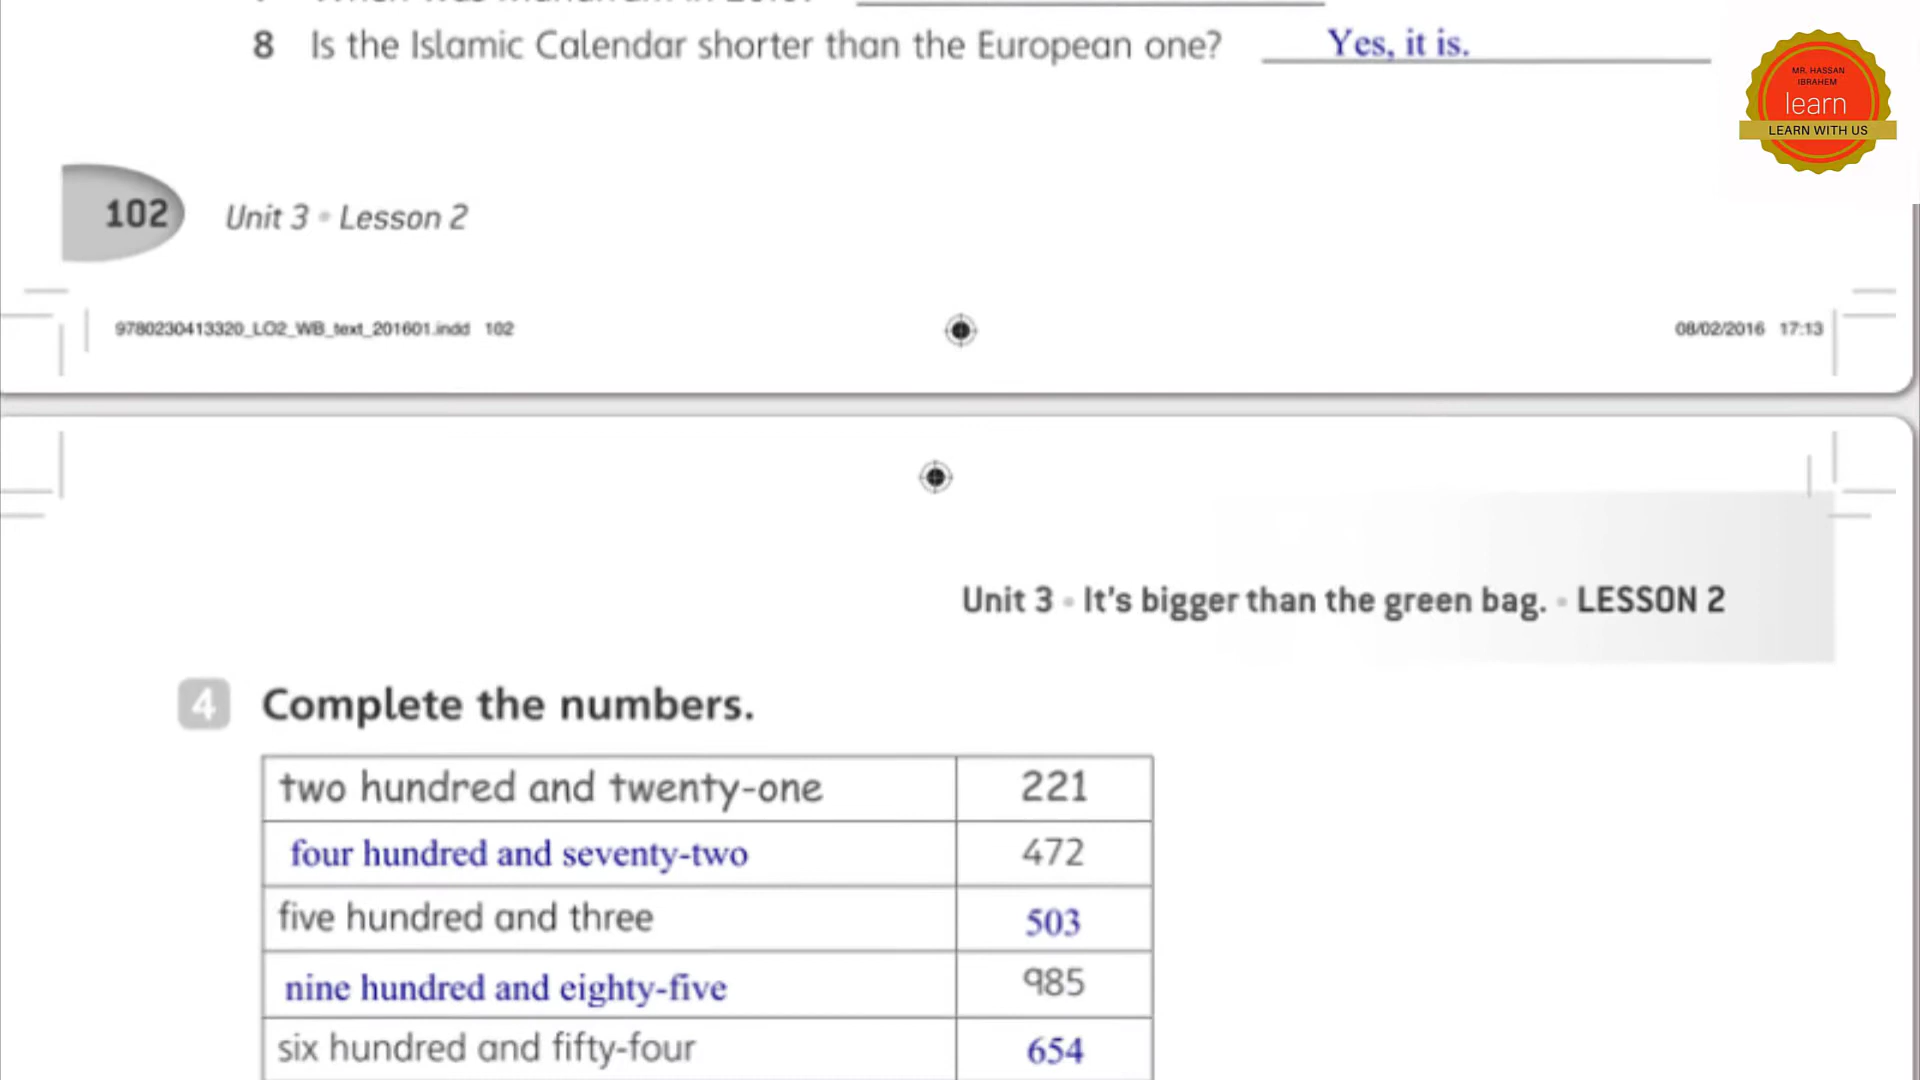 8 Is the Islamic Calendar shorter than the European one? Yes, it is.
MR. HASSAN
IBRAHEM
learn
LEARN WITH US
102 Unit 3 • Lesson 2
9780230413320_LO2_WB_text_201601.indd 102 08/02/2016 17:13
Unit 3 • It's bigger than the green bag. • LESSON 2
4 Complete the numbers.
two hundred and twenty-one 221
four hundred and seventy-two 472
five hundred and three 503
nine hundred and eighty-five 985
six hundred and fifty-four 654